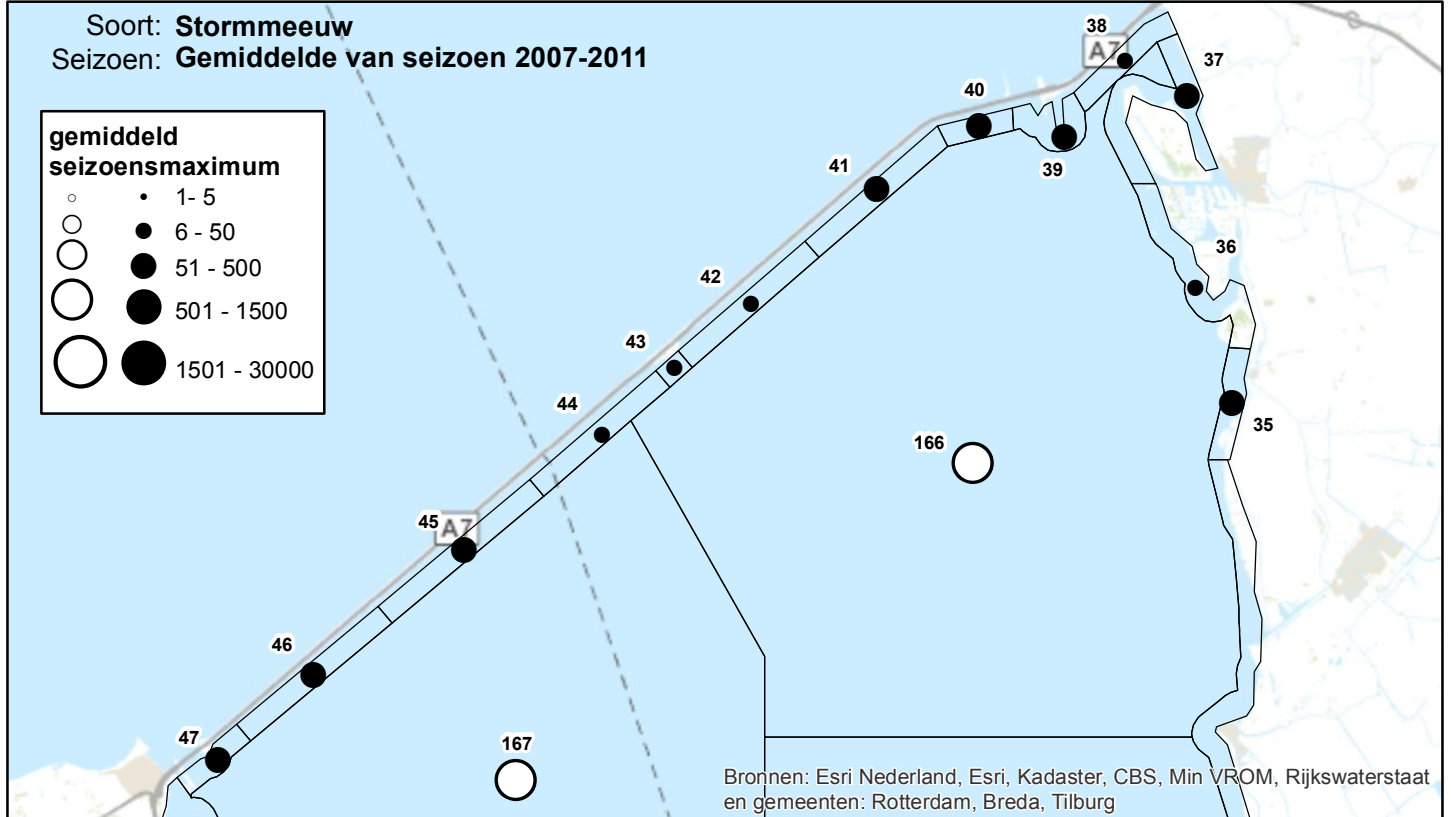 Soort: Stormmeeuw
Seizoen: Gemiddelde van seizoen 2007-2011
gemiddeld
seizoensmaximum
1- 5
6 - 50
51 - 500
501 - 1500
1501 - 30000
38
A7
37
40
39
41
36
42
43
35
44
166
45
A7
46
47
167
Bronnen: Esri Nederland, Esri, Kadaster, CBS, Min VROM, Rijkswaterstaat
en gemeenten: Rotterdam, Breda, Tilburg